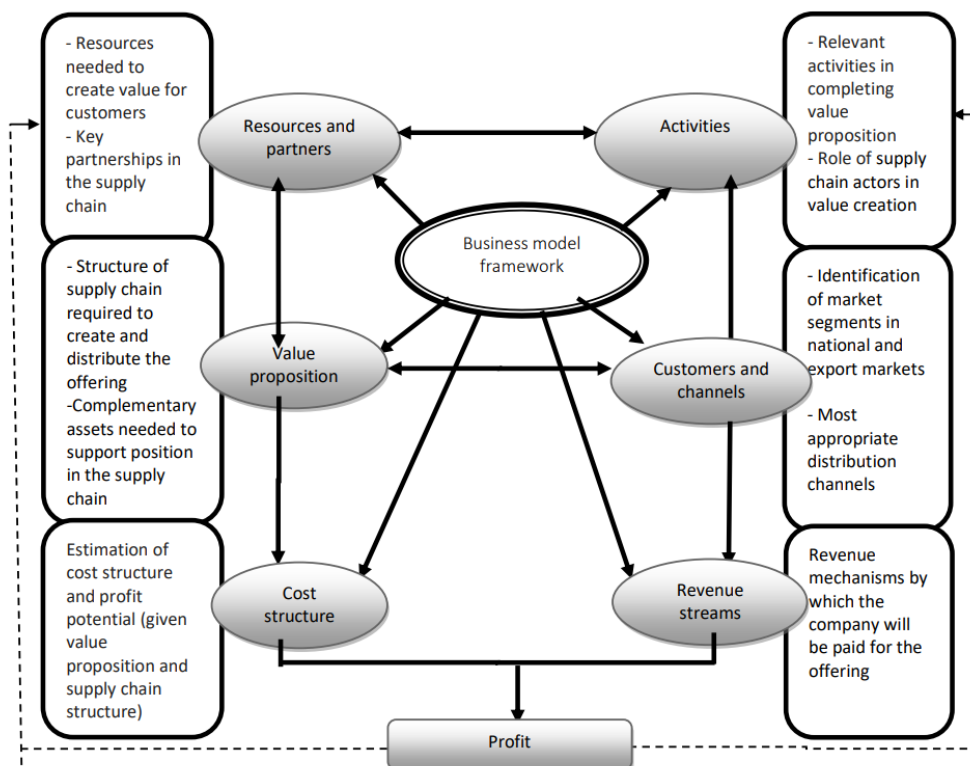 - Resources
needed to
create value for
customers
- Key
partnerships in
the supply
chain
Resources and
partners
Activities
- Relevant
activities in
completing
value
proposition
- Role of supply
chain actors in
value creation
Business model
framework
- Structure of
supply chain
required to
create and
distribute the
offering
-Complementary
assets needed to
support position
in the supply
chain
Value
proposition
Customers and
channels
- Identification
of market
segments in
national and
export markets
- Most
appropriate
distribution
channels
Estimation of
cost structure
and profit
potential (given
value
proposition and
supply chain
structure)
Cost
structure
Revenue
streams
Revenue
mechanisms by
which the
company will
be paid for the
offering
Profit